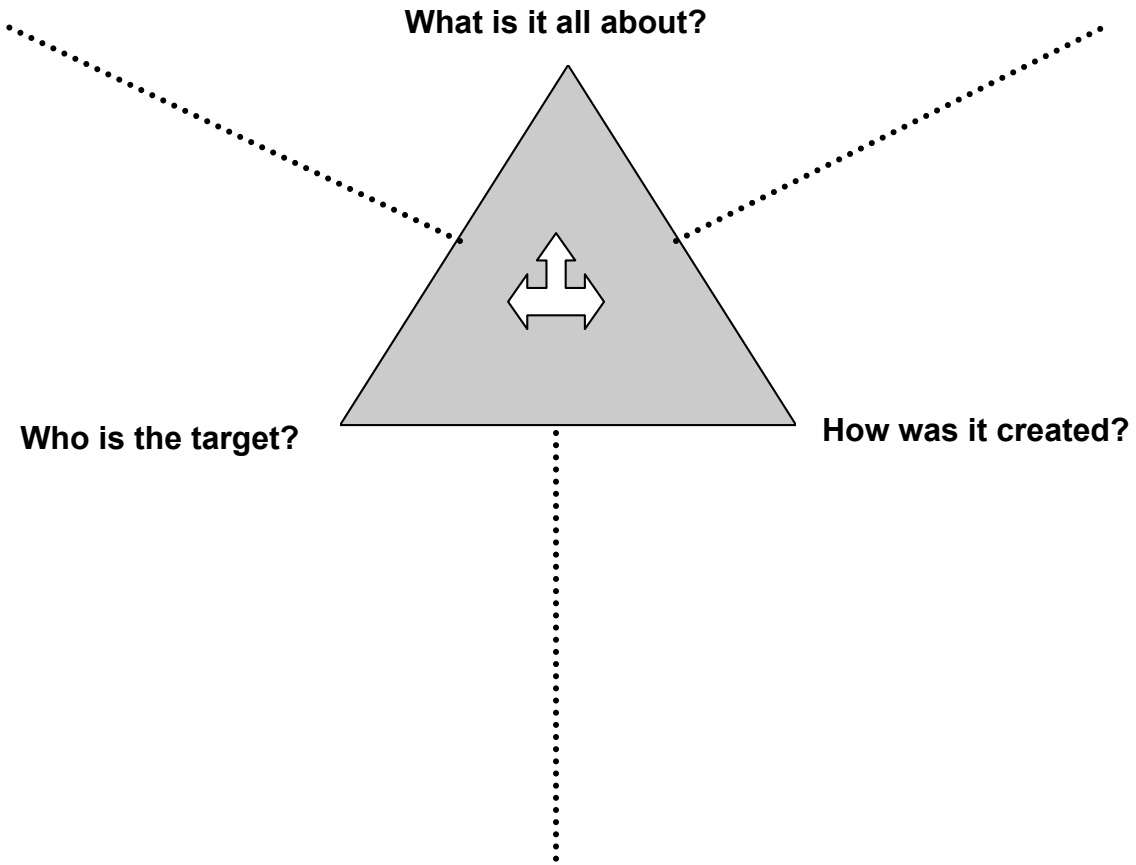 What is it all about?
Who is the target?
How was it created?